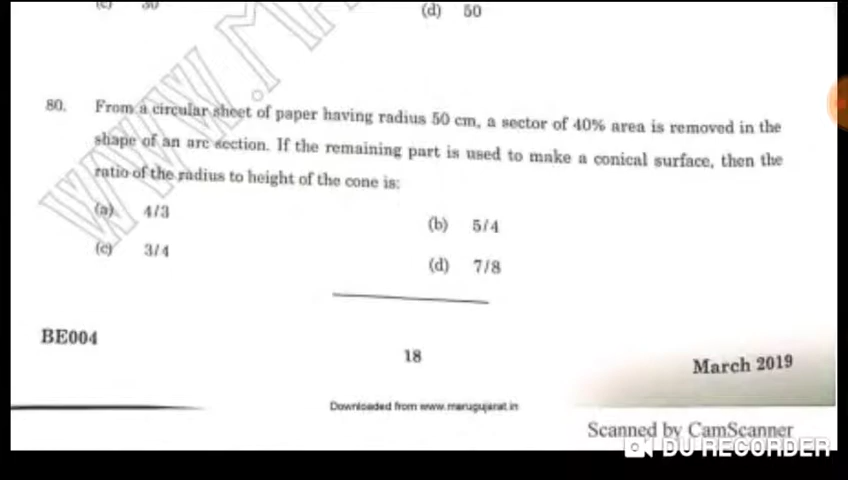 (c) 30
(d) 50
80. From a circular sheet of paper having radius 50 cm, a sector of 40% area is removed in the
shape of an arc section. If the remaining part is used to make a conical surface, then the
ratio of the radius to height of the cone is:
(a) 4/3
(b) 5/4
(c) 3/4
(d) 7/8
BE004
18
March 2019
Downloaded from www.marugujarat.in
Scanned by CamScanner
DU RECORDER